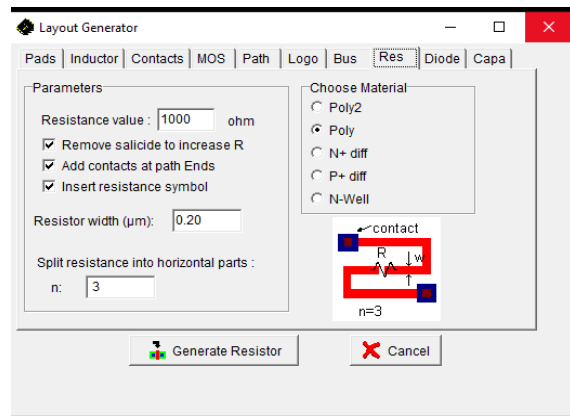 Layout Generator
Pads Inductor Contacts MOS Path Logo Bus Res Diode Capa
Parameters
Resistance value : 1000 ohm
Remove salicide to increase R
Add contacts at path Ends
Insert resistance symbol
Resistor width (µm): 0.20
Split resistance into horizontal parts :
n: 3
Choose Material
Poly2
Poly
N+ diff
P+ diff
N-Well
contact
R w
n=3
Generate Resistor Cancel